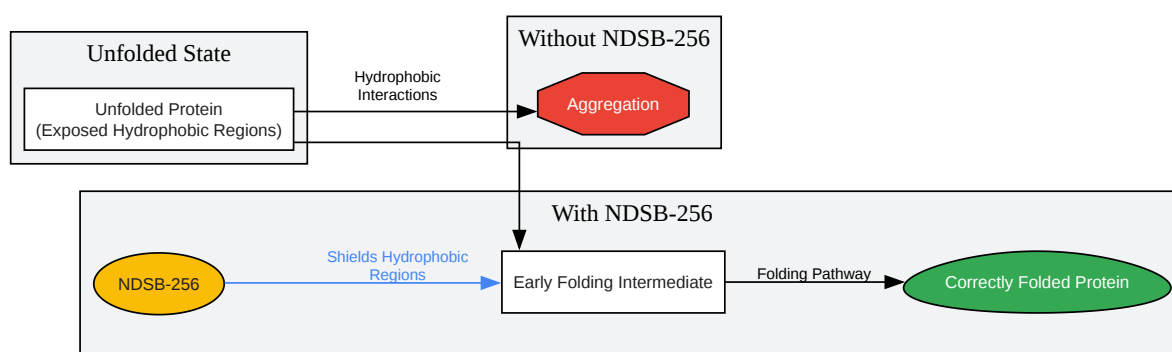 Unfolded State
Without NDSB-256
Unfolded Protein
(Exposed Hydrophobic Regions)
Hydrophobic
Interactions
Aggregation
With NDSB-256
NDSB-256
Shields Hydrophobic
Regions
Early Folding Intermediate
Folding Pathway
Correctly Folded Protein